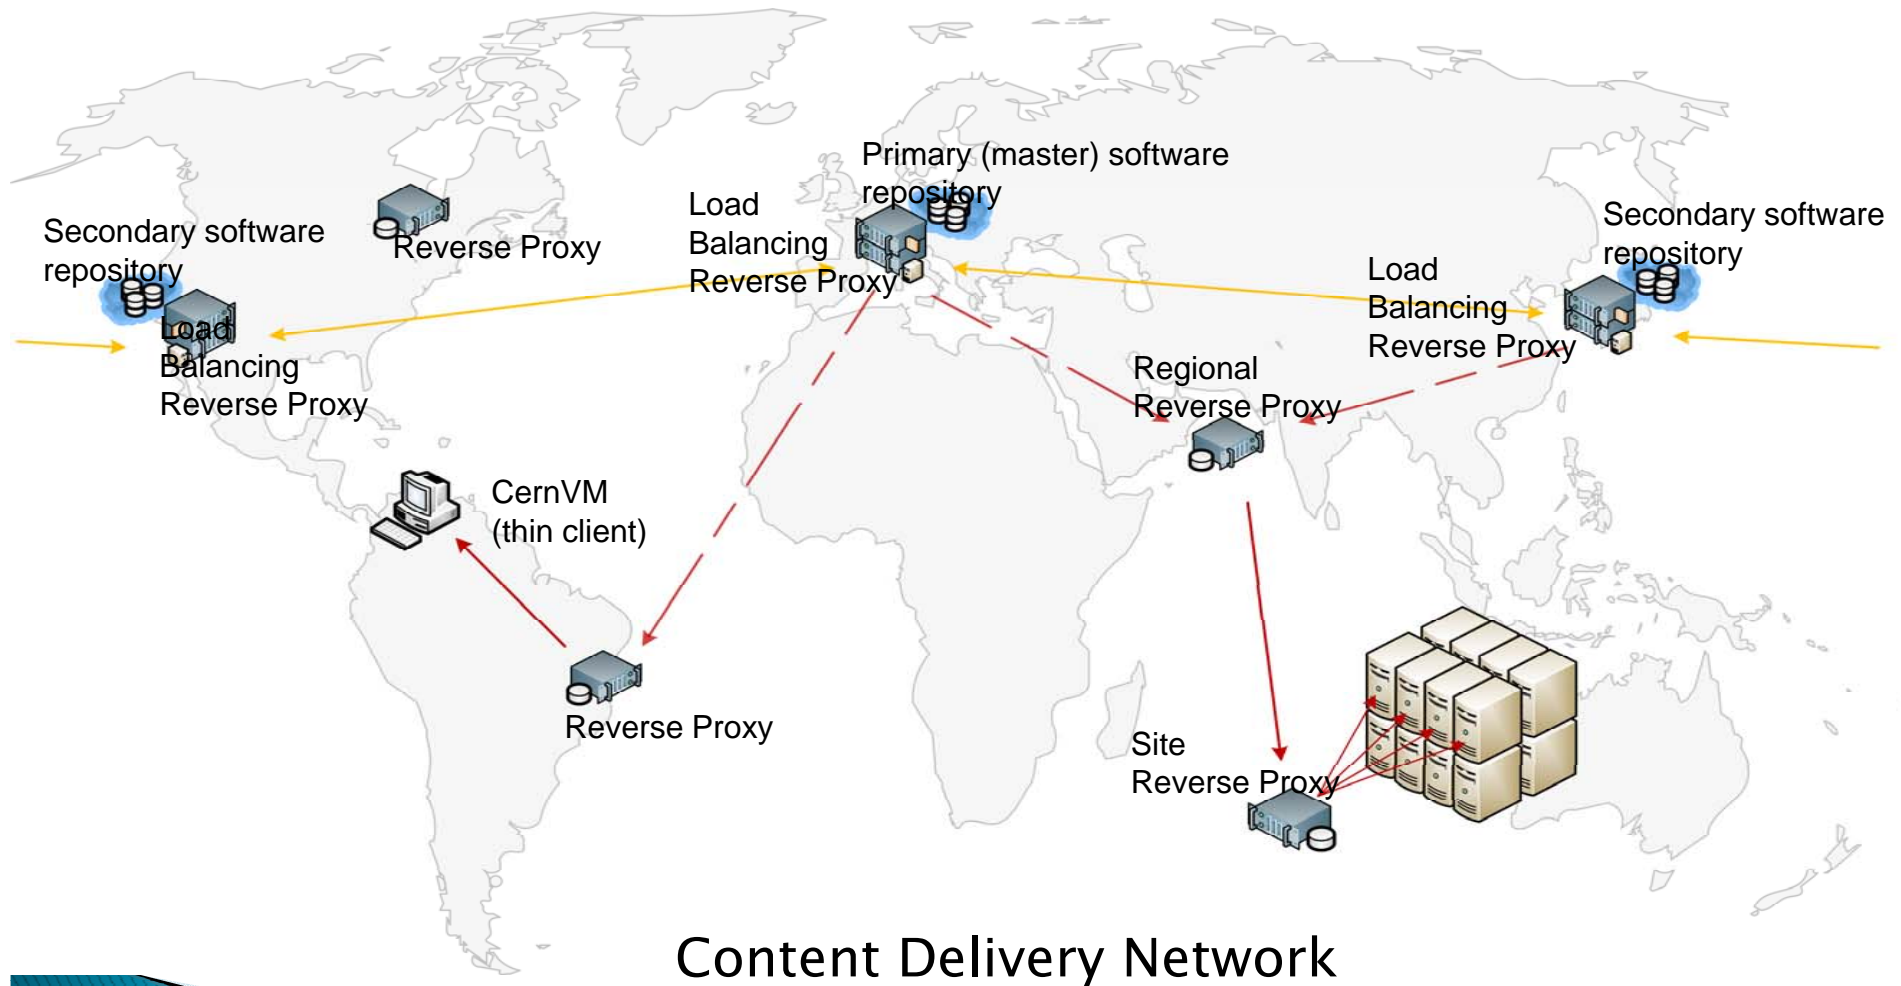 Primary (master) software
repository
Load
Balancing
Reverse Proxy
Secondary software
repository
Reverse Proxy
Load
Balancing
Reverse Proxy
Secondary software
repository
Load
Balancing
Reverse Proxy
Regional
Reverse Proxy
CernVM
(thin client)
Reverse Proxy
Site
Reverse Proxy
Content Delivery Network